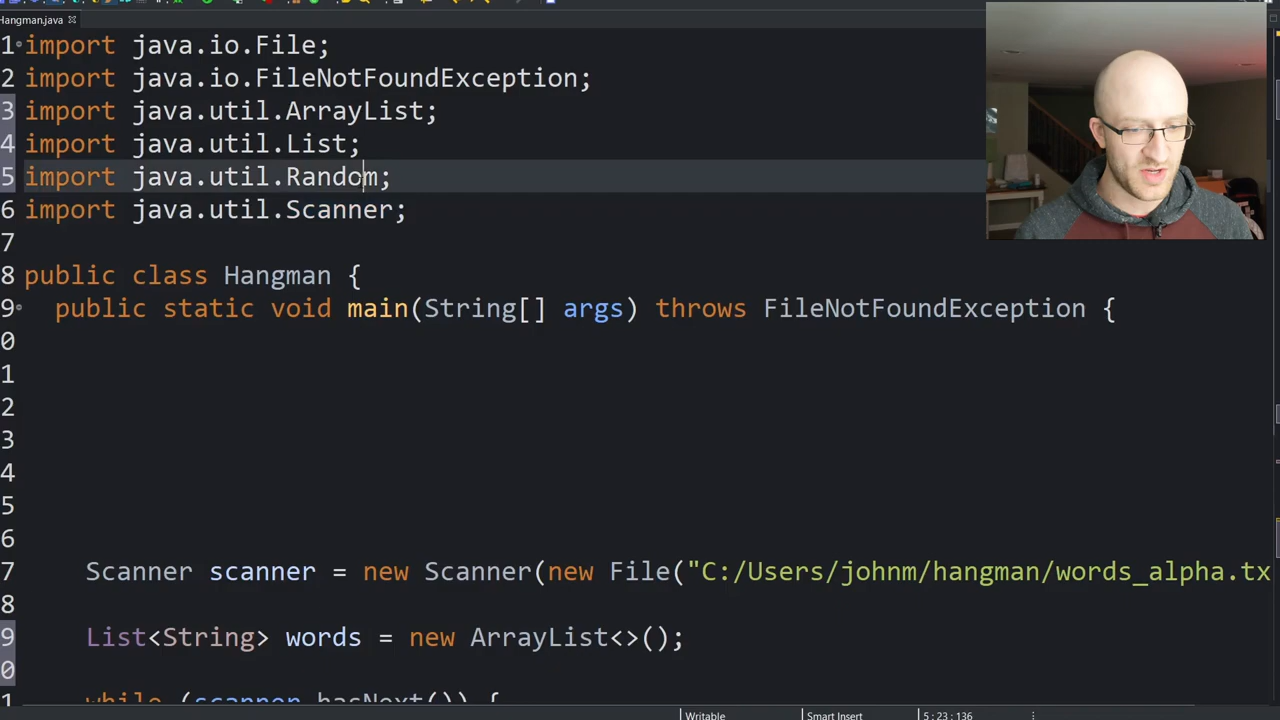 Hangman.java
1 import java.io.File;
2 import java.io.FileNotFoundException;
3 import java.util.ArrayList;
4 import java.util.List;
5 import java.util.Random;
6 import java.util.Scanner;
7
8 public class Hangman {
9 public static void main(String[] args) throws FileNotFoundException {
0
1
2
3
4
5
6
7 Scanner scanner = new Scanner(new File("C:/Users/johnm/hangman/words_alpha.tx
8
9 List<String> words = new ArrayList<>();
0
1 while (scanner.hasNext()) {
Writable Smart Insert 5 : 23 : 136